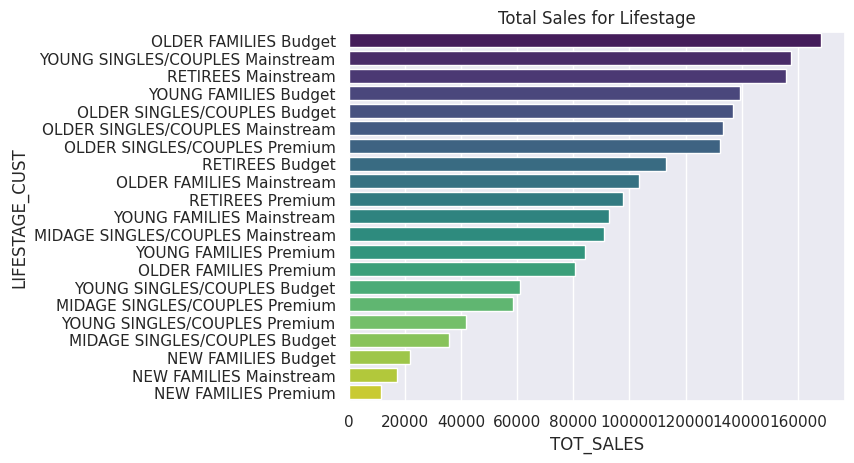 Total Sales for Lifestage
LIFESTAGE_CUST
OLDER FAMILIES Budget
YOUNG SINGLES/COUPLES Mainstream
RETIREES Mainstream
YOUNG FAMILIES Budget
OLDER SINGLES/COUPLES Budget
OLDER SINGLES/COUPLES Mainstream
OLDER SINGLES/COUPLES Premium
RETIREES Budget
OLDER FAMILIES Mainstream
RETIREES Premium
YOUNG FAMILIES Mainstream
MIDAGE SINGLES/COUPLES Mainstream
YOUNG FAMILIES Premium
OLDER FAMILIES Premium
YOUNG SINGLES/COUPLES Budget
MIDAGE SINGLES/COUPLES Premium
YOUNG SINGLES/COUPLES Premium
MIDAGE SINGLES/COUPLES Budget
NEW FAMILIES Budget
NEW FAMILIES Mainstream
NEW FAMILIES Premium
0 20000 40000 60000 80000 100000 120000 140000 160000
TOT_SALES